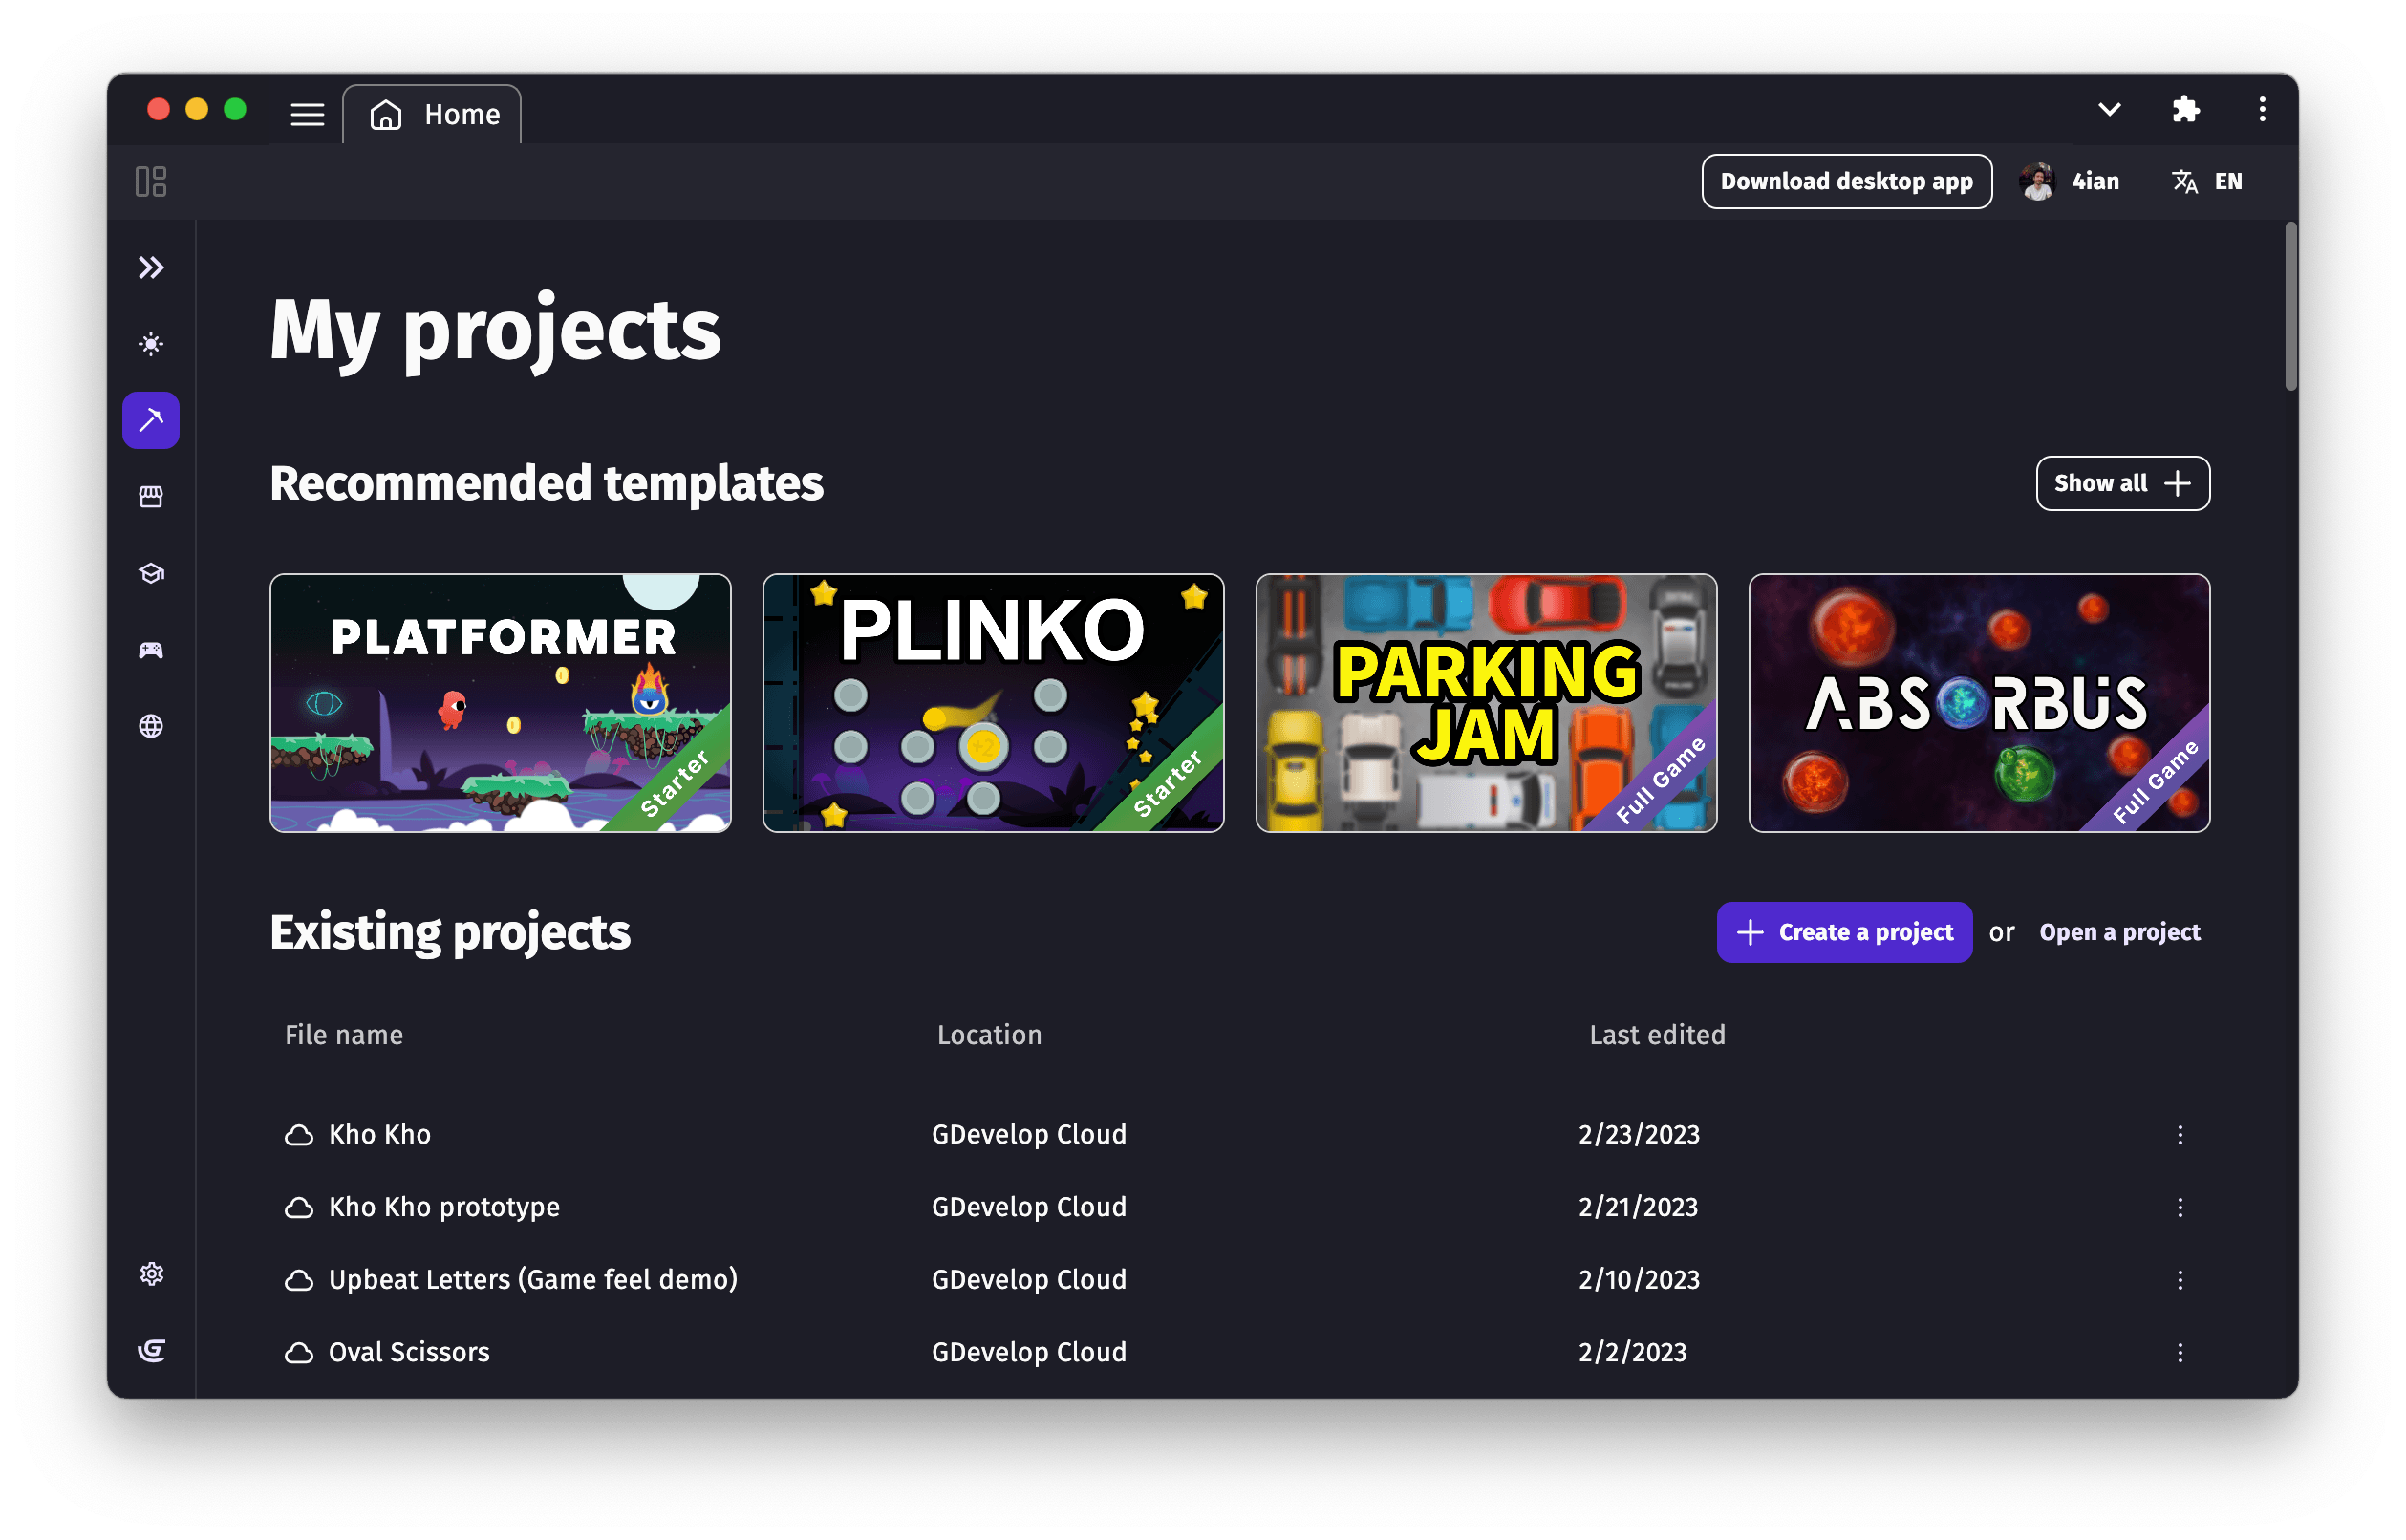 Home
Download desktop app 4ian EN
My projects
Recommended templates Show all
PLATFORMER
Starter
PLINKO
+2
Starter
PARKING
JAM
Full Game
ABSORBUS
Full Game
Existing projects Create a project or Open a project
File name Location Last edited
Kho Kho GDevelop Cloud 2/23/2023
Kho Kho prototype GDevelop Cloud 2/21/2023
Upbeat Letters (Game feel demo) GDevelop Cloud 2/10/2023
Oval Scissors GDevelop Cloud 2/2/2023